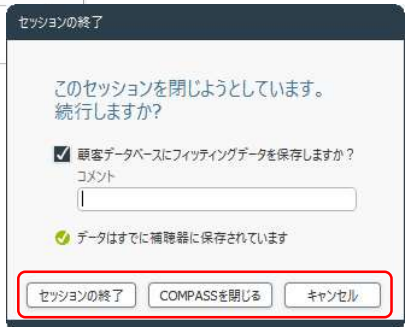 セッションの終了
このセッションを閉じようとしています。
続行しますか?
顧客データベースにフィッティングデータを保存しますか?
コメント
データはすでに補聴器に保存されています
セッションの終了 COMPASSを閉じる キャンセル